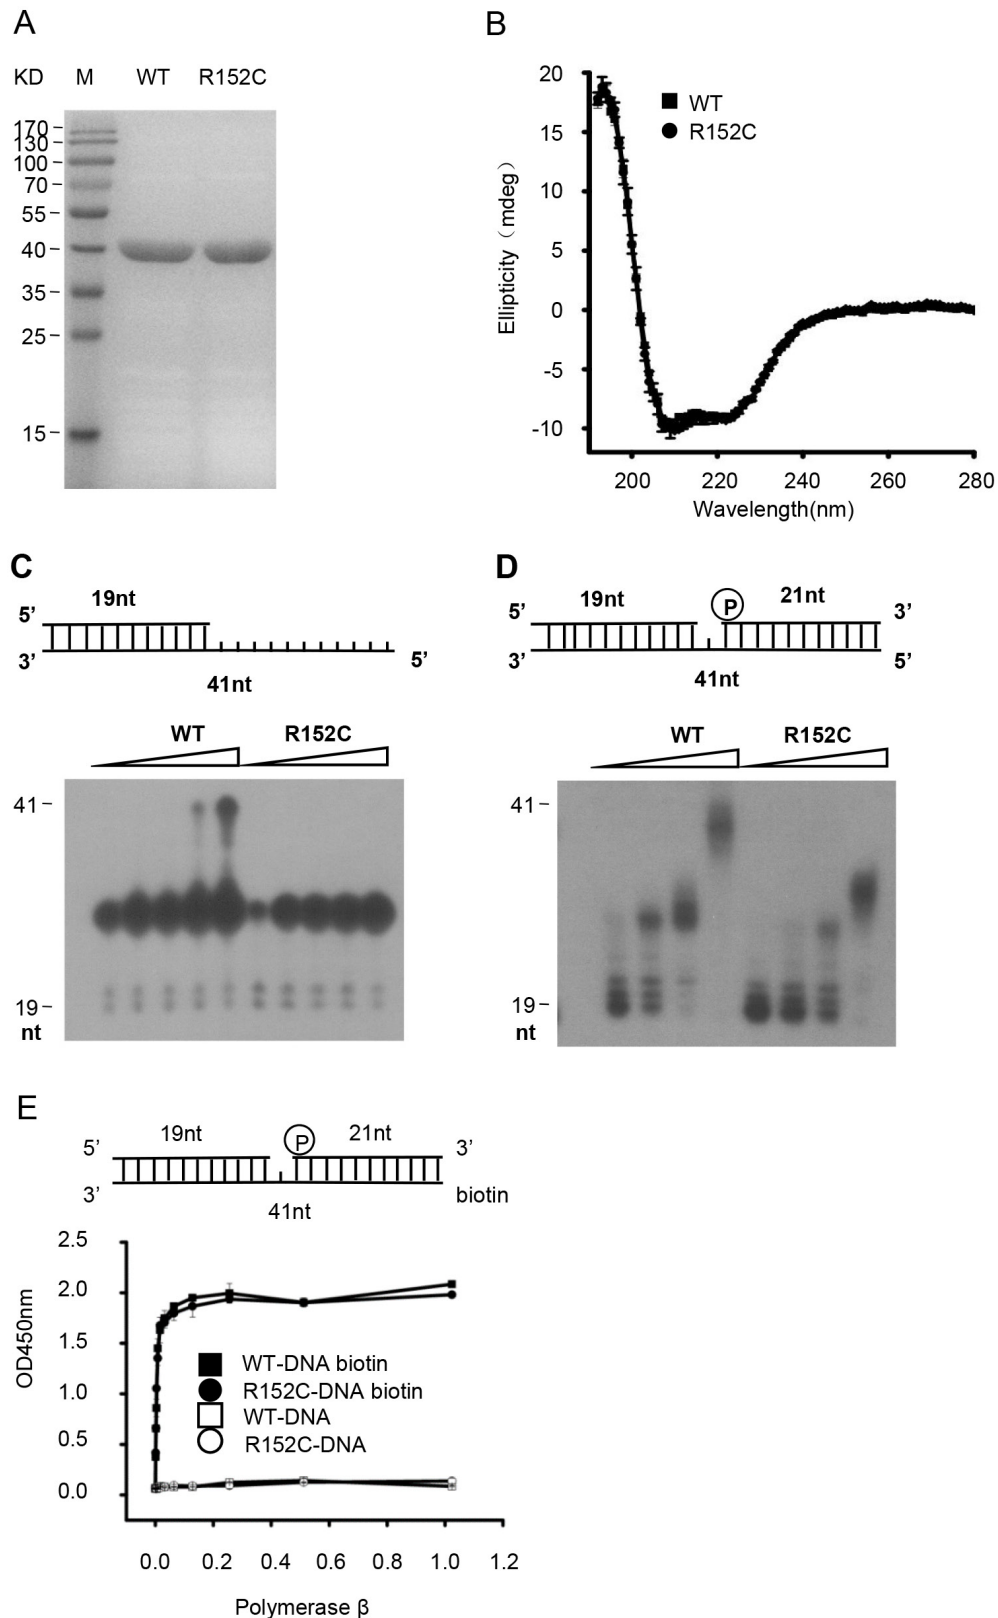 A
KD M WT R152C
170
130
100
70
55
40
35
25
15
B
20
15
10
5
0
-5
-10
Ellipticity（mdeg）
WT
R152C
200 220 240 260 280
Wavelength(nm)
C
19nt
5’
3’
5’
41nt
WT R152C
41
19
nt
D
19nt P 21nt
5’ 3’
3’ 5’
41nt
WT R152C
41
19
nt
E
19nt P 21nt
5’ 3’
3’ biotin
41nt
2.5
2.0
1.5
1.0
0.5
0.0
OD450nm
WT-DNA biotin
R152C-DNA biotin
WT-DNA
R152C-DNA
0.0 0.2 0.4 0.6 0.8 1.0 1.2
Polymerase β